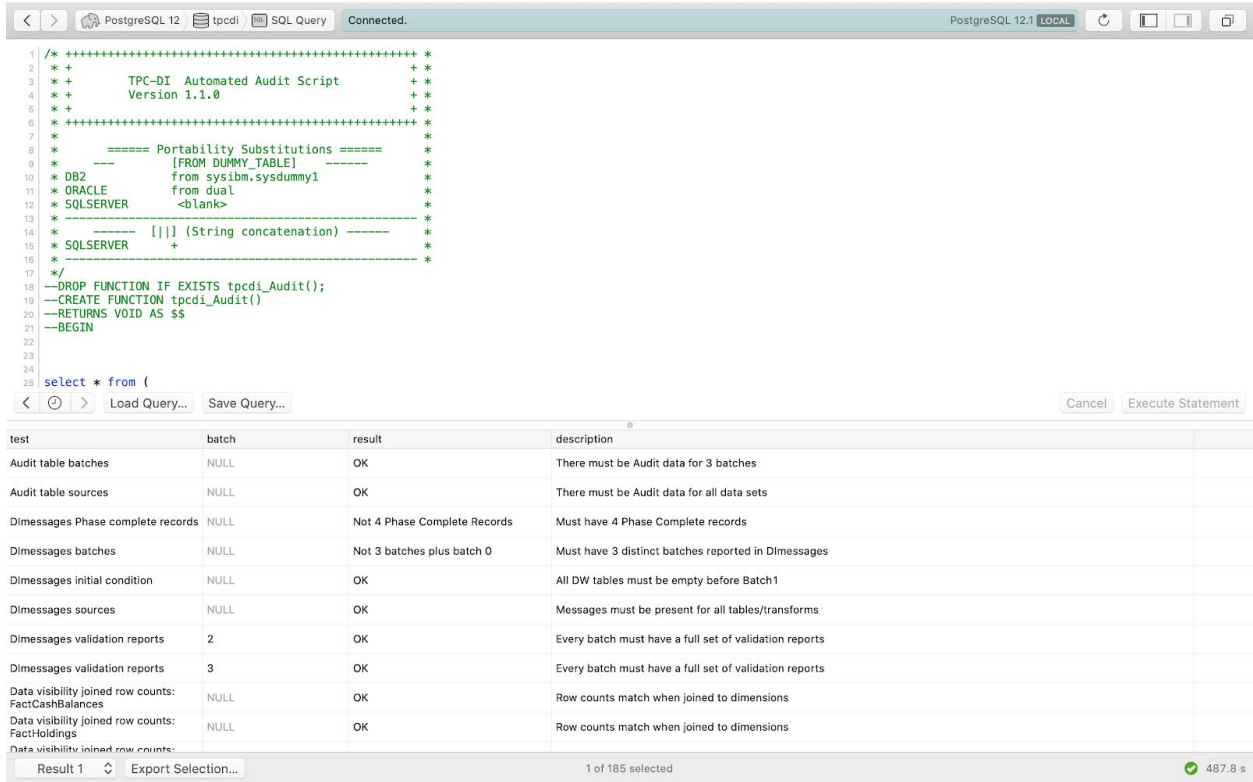 PostgreSQL 12 tpcdi SQL Query Connected. PostgreSQL 12.1 LOCAL
1 /* +++++++++++++++++++++++++++++++++++++++++++++++++ *
2 * + + *
3 * + TPC-DI Automated Audit Script + *
4 * + Version 1.1.0 + *
5 * + + *
6 * +++++++++++++++++++++++++++++++++++++++++++++++++ *
7 * *
8 * ====== Portability Substitutions ====== *
9 * --- [FROM DUMMY_TABLE] ------ *
10 * DB2 from sysibm.sysdummy1 *
11 * ORACLE from dual *
12 * SQLSERVER <blank> *
13 * ------------------------------------------------- *
14 * ------ [||] (String concatenation) ------ *
15 * SQLSERVER + *
16 * ------------------------------------------------- *
17 */
18 --DROP FUNCTION IF EXISTS tpcdi_Audit();
19 --CREATE FUNCTION tpcdi_Audit()
20 --RETURNS VOID AS $$
21 --BEGIN
22
23
24
25 select * from (
Load Query... Save Query... Cancel Execute Statement
test batch result description
Audit table batches NULL OK There must be Audit data for 3 batches
Audit table sources NULL OK There must be Audit data for all data sets
DImessages Phase complete records NULL Not 4 Phase Complete Records Must have 4 Phase Complete records
DImessages batches NULL Not 3 batches plus batch 0 Must have 3 distinct batches reported in DImessages
DImessages initial condition NULL OK All DW tables must be empty before Batch1
DImessages sources NULL OK Messages must be present for all tables/transforms
DImessages validation reports 2 OK Every batch must have a full set of validation reports
DImessages validation reports 3 OK Every batch must have a full set of validation reports
Data visibility joined row counts:
FactCashBalances NULL OK Row counts match when joined to dimensions
Data visibility joined row counts:
FactHoldings NULL OK Row counts match when joined to dimensions
Data visibility joined row counts:
Result 1 Export Selection... 1 of 185 selected 487.8 s